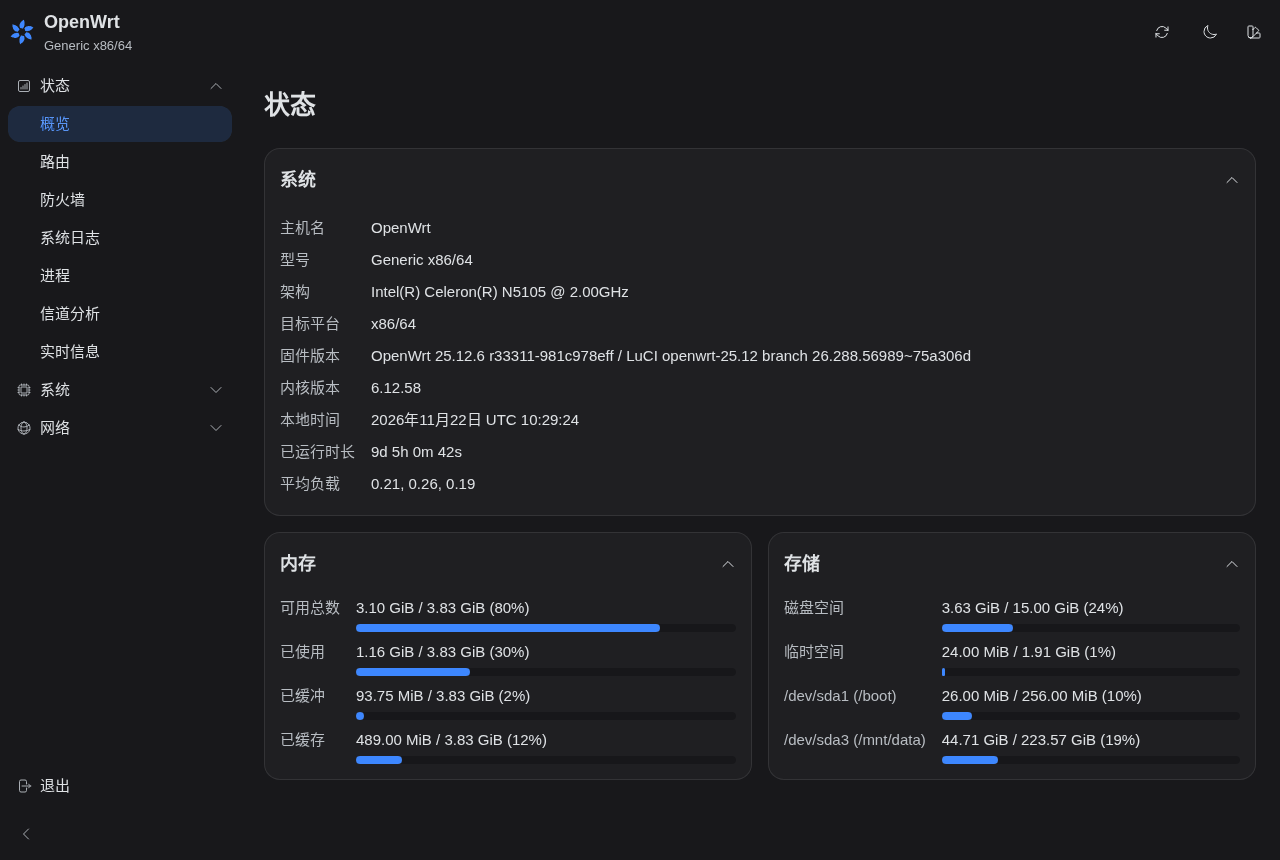 OpenWrt
Generic x86/64
状态
概览
路由
防火墙
系统日志
进程
信道分析
实时信息
系统
网络
退出
状态
系统
主机名 OpenWrt
型号 Generic x86/64
架构 Intel(R) Celeron(R) N5105 @ 2.00GHz
目标平台 x86/64
固件版本 OpenWrt 25.12.6 r33311-981c978eff / LuCI openwrt-25.12 branch 26.288.56989~75a306d
内核版本 6.12.58
本地时间 2026年11月22日 UTC 10:29:24
已运行时长 9d 5h 0m 42s
平均负载 0.21, 0.26, 0.19
内存
可用总数 3.10 GiB / 3.83 GiB (80%)
已使用 1.16 GiB / 3.83 GiB (30%)
已缓冲 93.75 MiB / 3.83 GiB (2%)
已缓存 489.00 MiB / 3.83 GiB (12%)
存储
磁盘空间 3.63 GiB / 15.00 GiB (24%)
临时空间 24.00 MiB / 1.91 GiB (1%)
/dev/sda1 (/boot) 26.00 MiB / 256.00 MiB (10%)
/dev/sda3 (/mnt/data) 44.71 GiB / 223.57 GiB (19%)